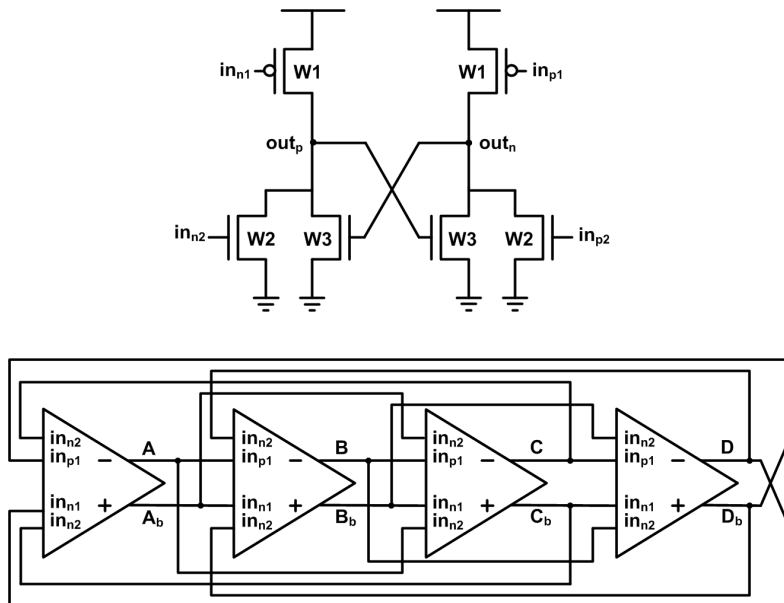 W1 W1
in_n1 in_p1
out_p out_n
in_n2 W2 W3 W3 W2 in_p2
in_n2 in_n2 in_n2 in_n2
in_p1 − A in_p1 − B in_p1 − C in_p1 − D
in_n1 + A_b in_n1 + B_b in_n1 + C_b in_n1 + D_b
in_n2 in_n2 in_n2 in_n2